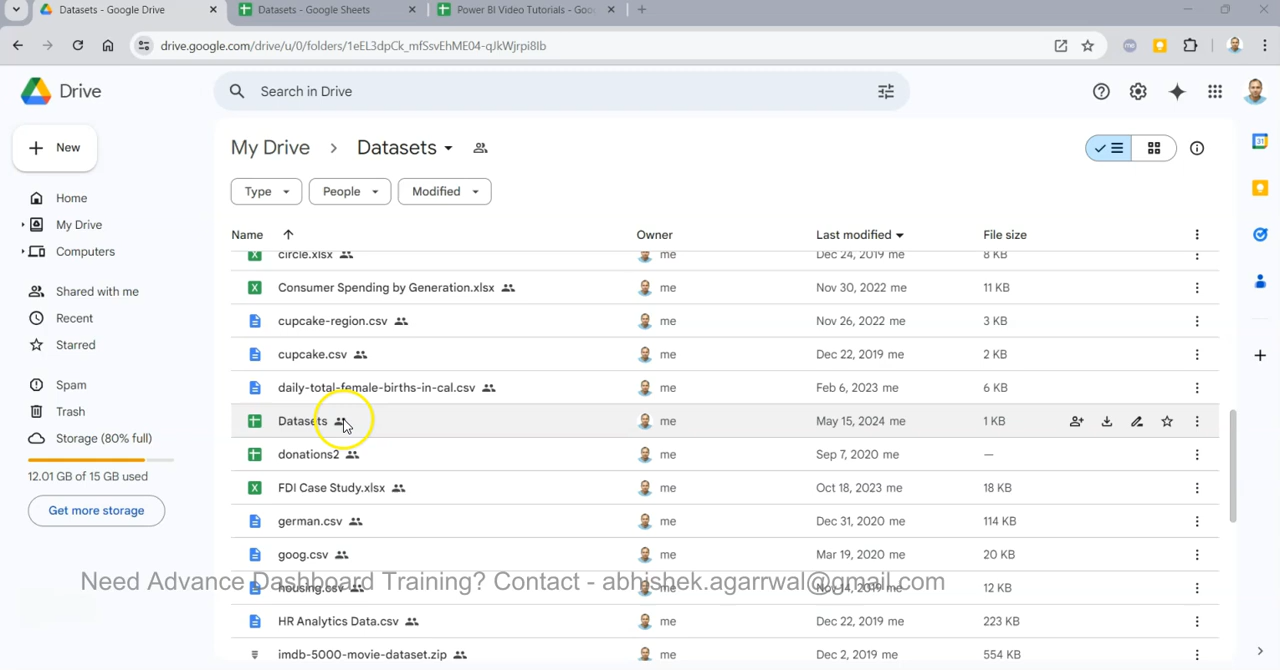 Datasets - Google Drive
Datasets - Google Sheets
Power BI Video Tutorials - Goo
drive.google.com/drive/u/0/folders/1eEL3dpCk_mfSsvEhME04-qJkWjrpi8Ib
Drive
Search in Drive
New
My Drive > Datasets
Type People Modified
Home
My Drive
Computers
Shared with me
Recent
Starred
Spam
Trash
Storage (80% full)
12.01 GB of 15 GB used
Get more storage
Name Owner Last modified File size
circle.xlsx me Dec 24, 2019 me 8 KB
Consumer Spending by Generation.xlsx me Nov 30, 2022 me 11 KB
cupcake-region.csv me Nov 26, 2022 me 3 KB
cupcake.csv me Dec 22, 2019 me 2 KB
daily-total-female-births-in-cal.csv me Feb 6, 2023 me 6 KB
Datasets me May 15, 2024 me 1 KB
donations2 me Sep 7, 2020 me —
FDI Case Study.xlsx me Oct 18, 2023 me 18 KB
german.csv me Dec 31, 2020 me 114 KB
goog.csv me Mar 19, 2020 me 20 KB
Need Advance Dashboard Training? Contact - abhishek.agarrwal@gmail.com
housing.csv me Nov 14, 2019 me 12 KB
HR Analytics Data.csv me Dec 22, 2019 me 223 KB
imdb-5000-movie-dataset.zip me Dec 2, 2019 me 554 KB